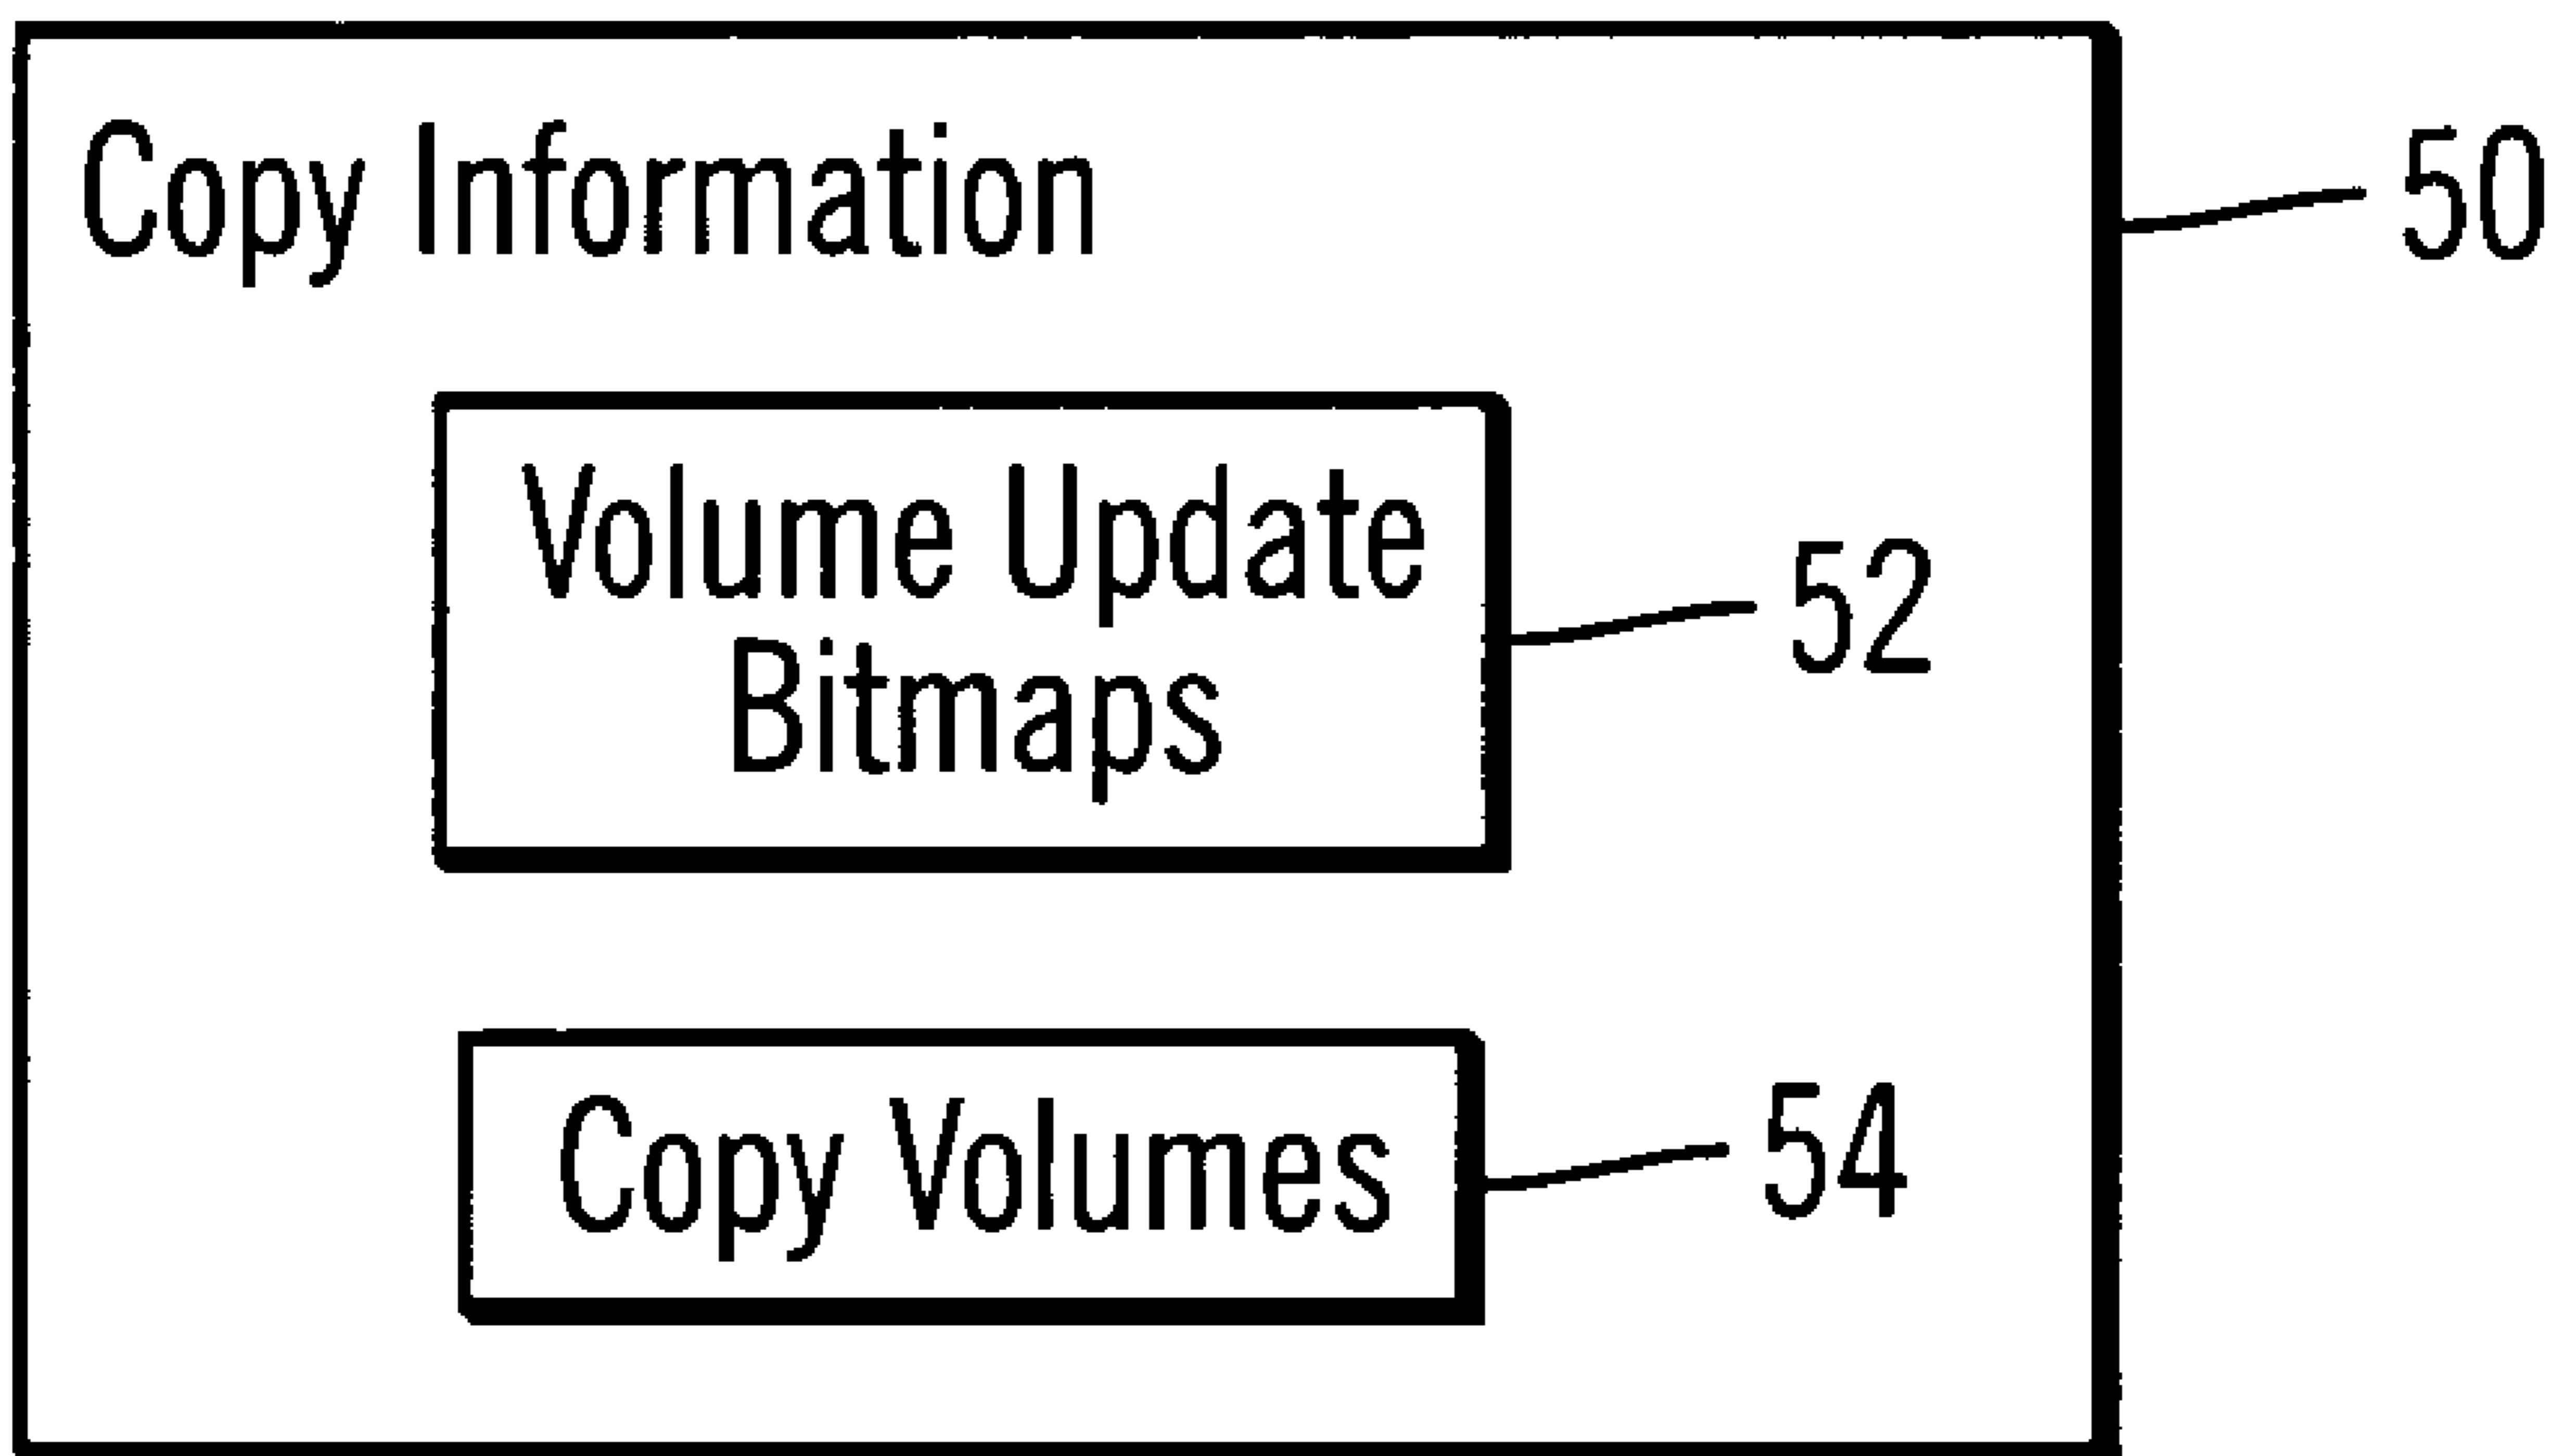 Copy Information
50
Volume Update
Bitmaps
52
Copy Volumes
54